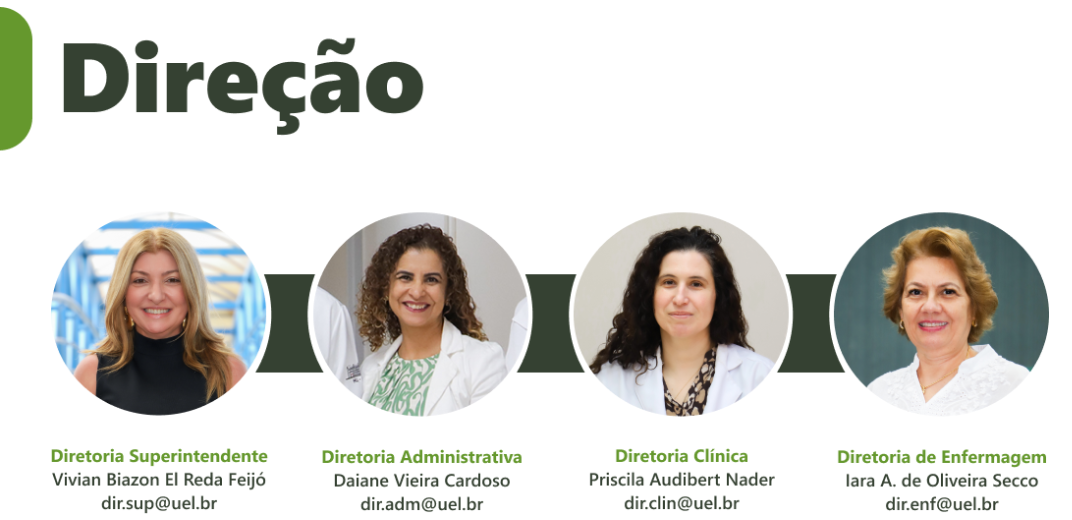 Direção
Diretoria Superintendente
Vivian Biazon El Reda Feijó
dir.sup@uel.br
Diretoria Administrativa
Daiane Vieira Cardoso
dir.adm@uel.br
Diretoria Clínica
Priscila Audibert Nader
dir.clin@uel.br
Diretoria de Enfermagem
Iara A. de Oliveira Secco
dir.enf@uel.br